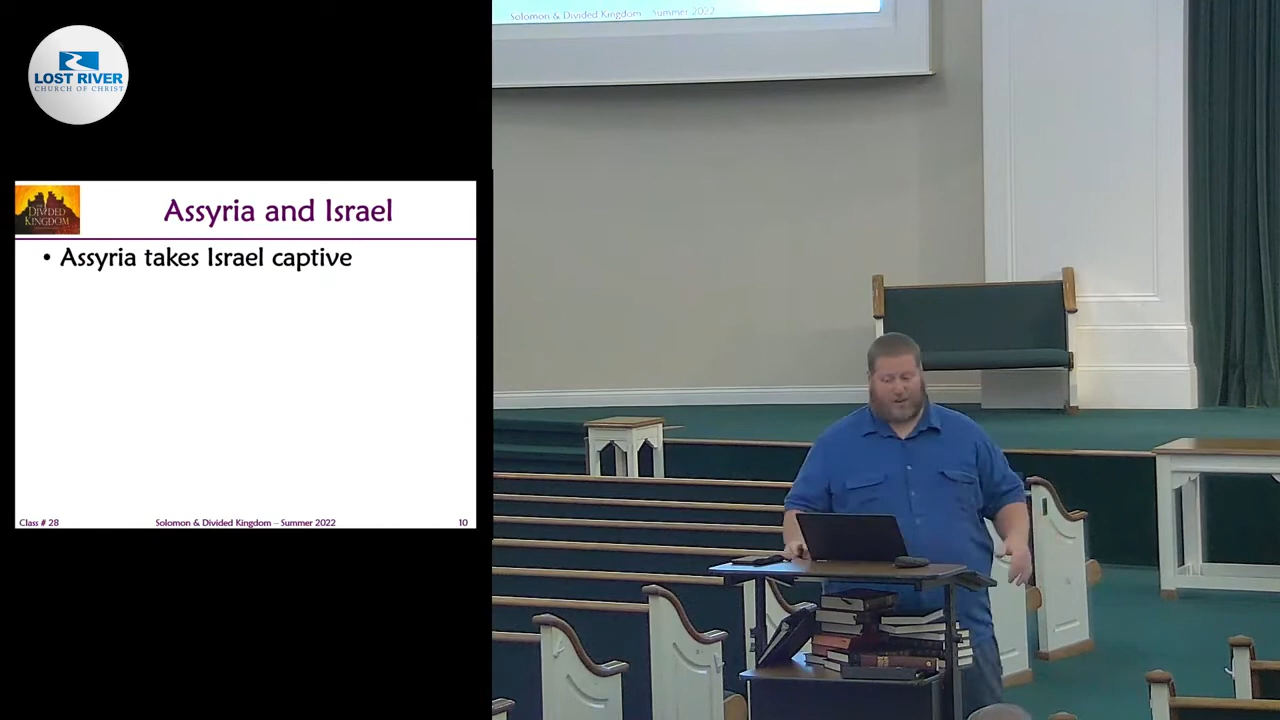 LOST RIVER
CHURCH OF CHRIST
THE
DIVIDED
KINGDOM
Assyria and Israel
• Assyria takes Israel captive
Class # 28
Solomon & Divided Kingdom – Summer 2022
10
Solomon & Divided Kingdom – Summer 2022